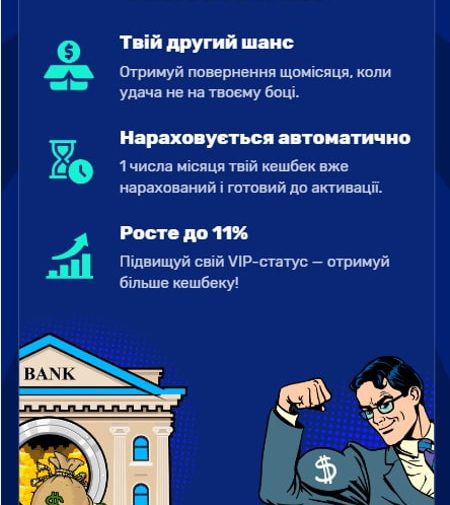 Твій другий шанс
Отримуй повернення щомісяця, коли
удача не на твоєму боці.
Нараховується автоматично
1 числа місяця твій кешбек вже
нарахований і готовий до активації.
Росте до 11%
Підвищуй свій VIP-статус — отримуй
більше кешбеку!
BANK
$